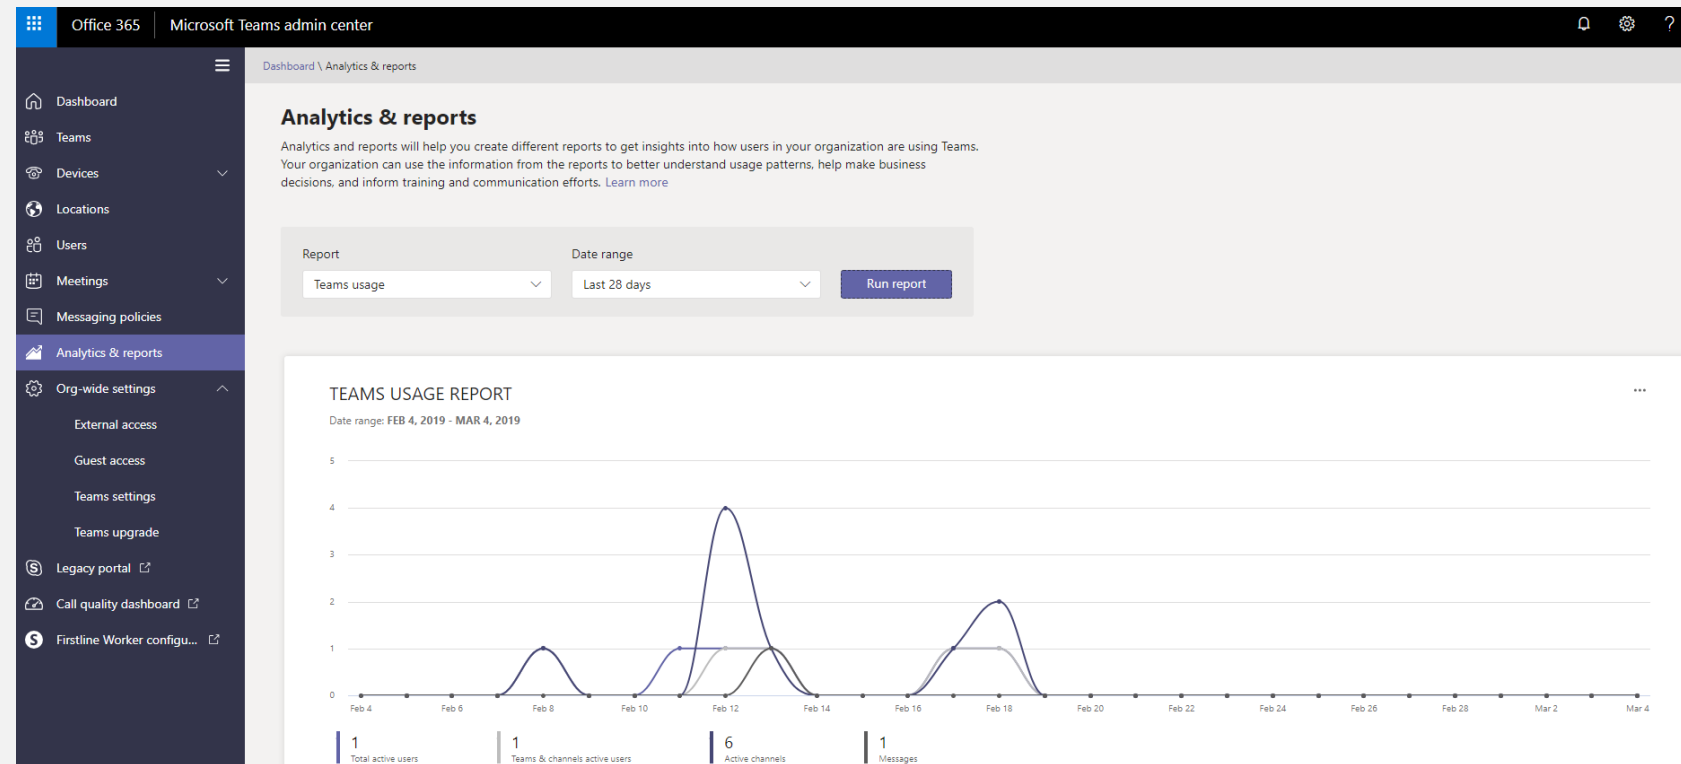 Office 365 Microsoft Teams admin center ?
Dashboard \ Analytics & reports
Dashboard
Teams
Devices
Locations
Users
Meetings
Messaging policies
Analytics & reports
Org-wide settings
External access
Guest access
Teams settings
Teams upgrade
Legacy portal
Call quality dashboard
Firstline Worker configu...
Analytics & reports
Analytics and reports will help you create different reports to get insights into how users in your organization are using Teams.
Your organization can use the information from the reports to better understand usage patterns, help make business
decisions, and inform training and communication efforts. Learn more
Report Date range
Teams usage Last 28 days Run report
TEAMS USAGE REPORT ...
Date range: FEB 4, 2019 - MAR 4, 2019
5
4
3
2
1
0
Feb 4 Feb 6 Feb 8 Feb 10 Feb 12 Feb 14 Feb 16 Feb 18 Feb 20 Feb 22 Feb 24 Feb 26 Feb 28 Mar 2 Mar 4
1 1 6 1
Total active users Teams & channels active users Active channels Messages